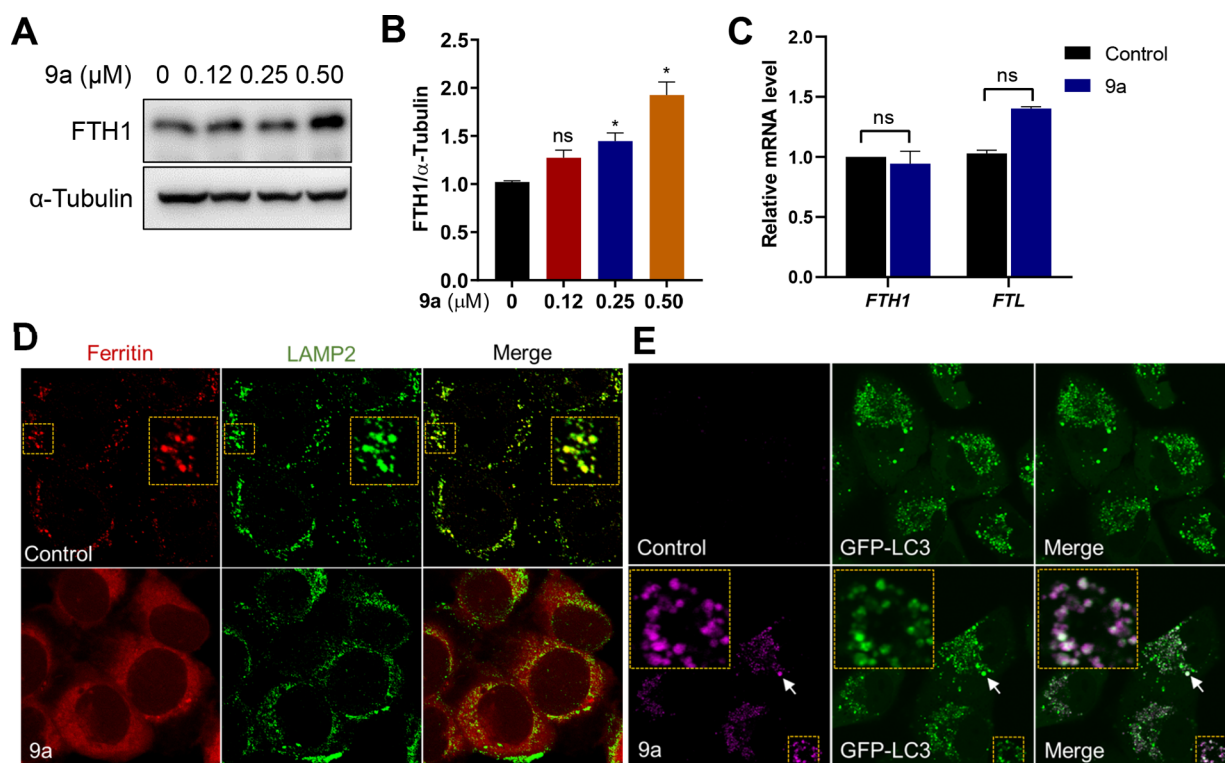 A
9a (μM) 0 0.12 0.25 0.50
FTH1
α-Tubulin
B
FTH1/α-Tubulin
2.5
2.0
1.5
1.0
0.5
0.0
ns
*
*
9a (μM) 0 0.12 0.25 0.50
C
Relative mRNA level
2.0
1.5
1.0
0.5
0.0
ns
ns
FTH1 FTL
Control
9a
D
Ferritin LAMP2 Merge
Control
9a
E
Control GFP-LC3 Merge
9a GFP-LC3 Merge